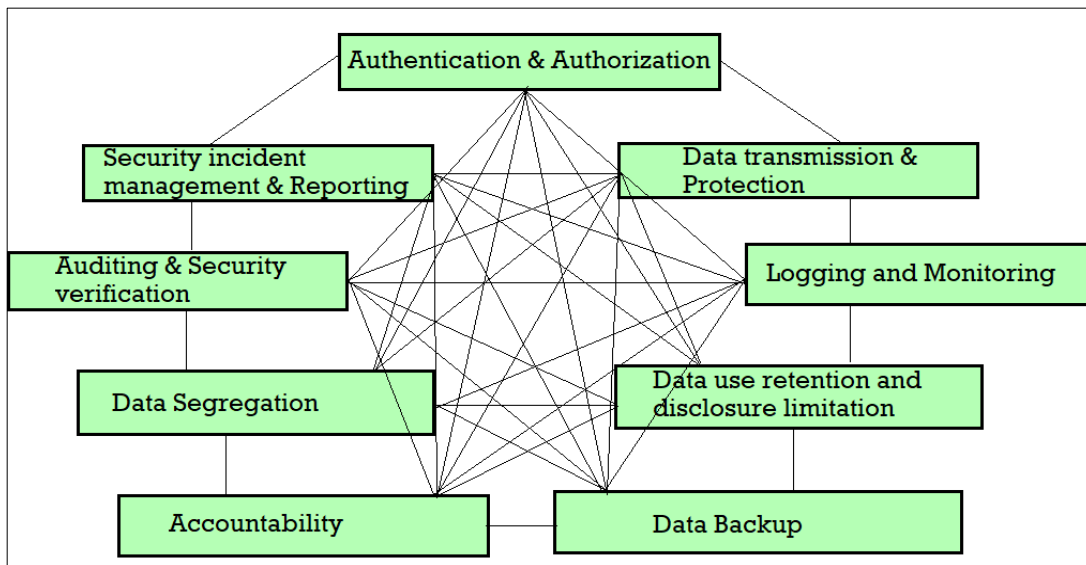 Authentication & Authorization
Security incident
management & Reporting
Data transmission &
Protection
Auditing & Security
verification
Logging and Monitoring
Data Segregation
Data use retention and
disclosure limitation
Accountability
Data Backup